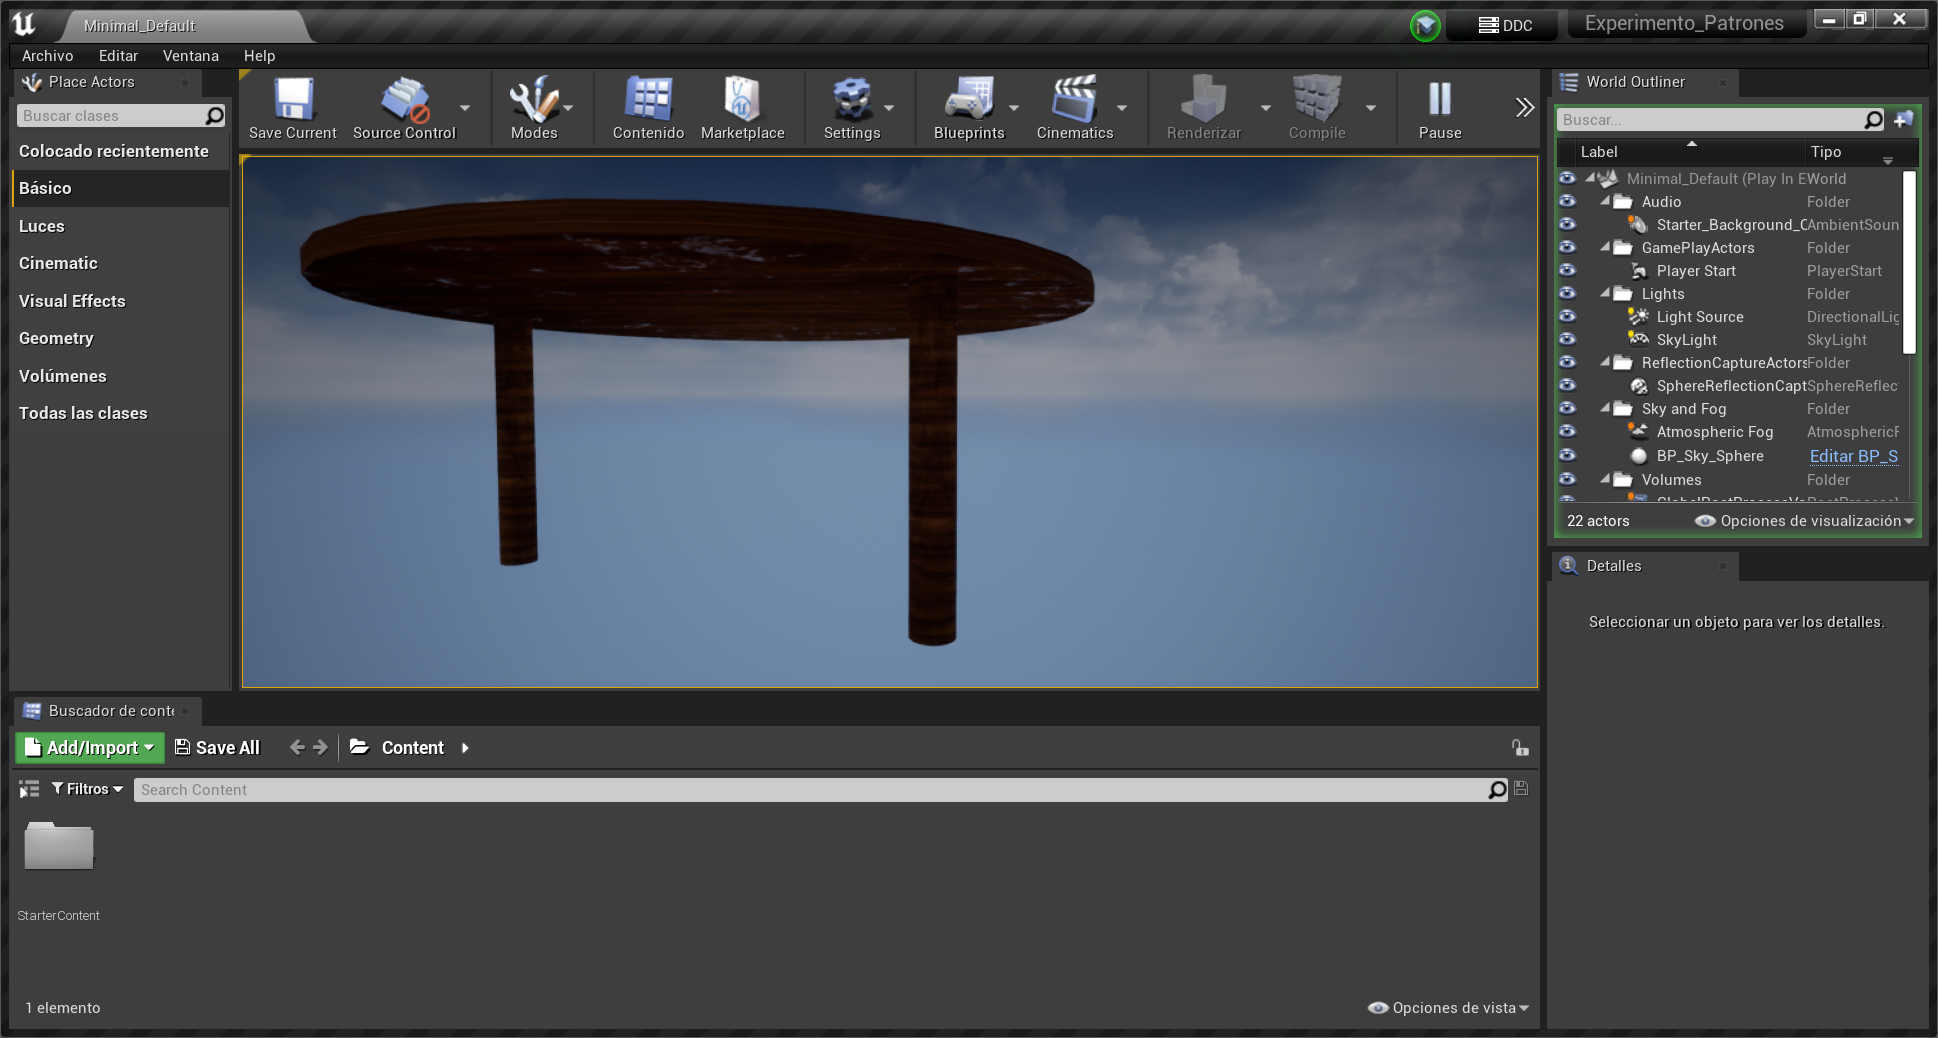 Minimal_Default
DDC
Experimento_Patrones
Archivo Editar Ventana Help
Place Actors
Buscar clases
Colocado recientemente
Básico
Luces
Cinematic
Visual Effects
Geometry
Volúmenes
Todas las clases
Save Current
Source Control
Modes
Contenido
Marketplace
Settings
Blueprints
Cinematics
Renderizar
Compile
Pause
World Outliner
Buscar...
Label Tipo
Minimal_Default (Play In E World
Audio Folder
Starter_Background_C AmbientSoun
GamePlayActors Folder
Player Start PlayerStart
Lights Folder
Light Source DirectionalLig
SkyLight SkyLight
ReflectionCaptureActors Folder
SphereReflectionCapt SphereReflec
Sky and Fog Folder
Atmospheric Fog AtmosphericF
BP_Sky_Sphere Editar BP_S
Volumes Folder
22 actors Opciones de visualización
Detalles
Seleccionar un objeto para ver los detalles.
Buscador de conte
Add/Import Save All Content
Filtros Search Content
StarterContent
1 elemento Opciones de vista